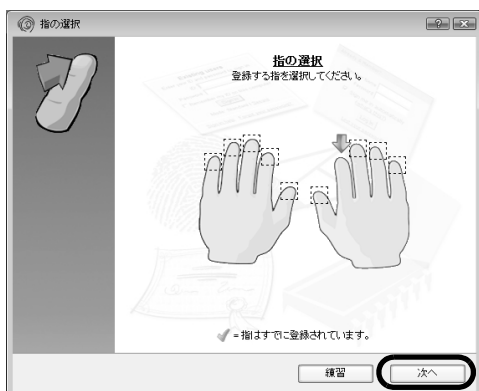 指の選択
指の選択
登録する指を選択してください。
=指はすでに登録されています。
練習
次へ